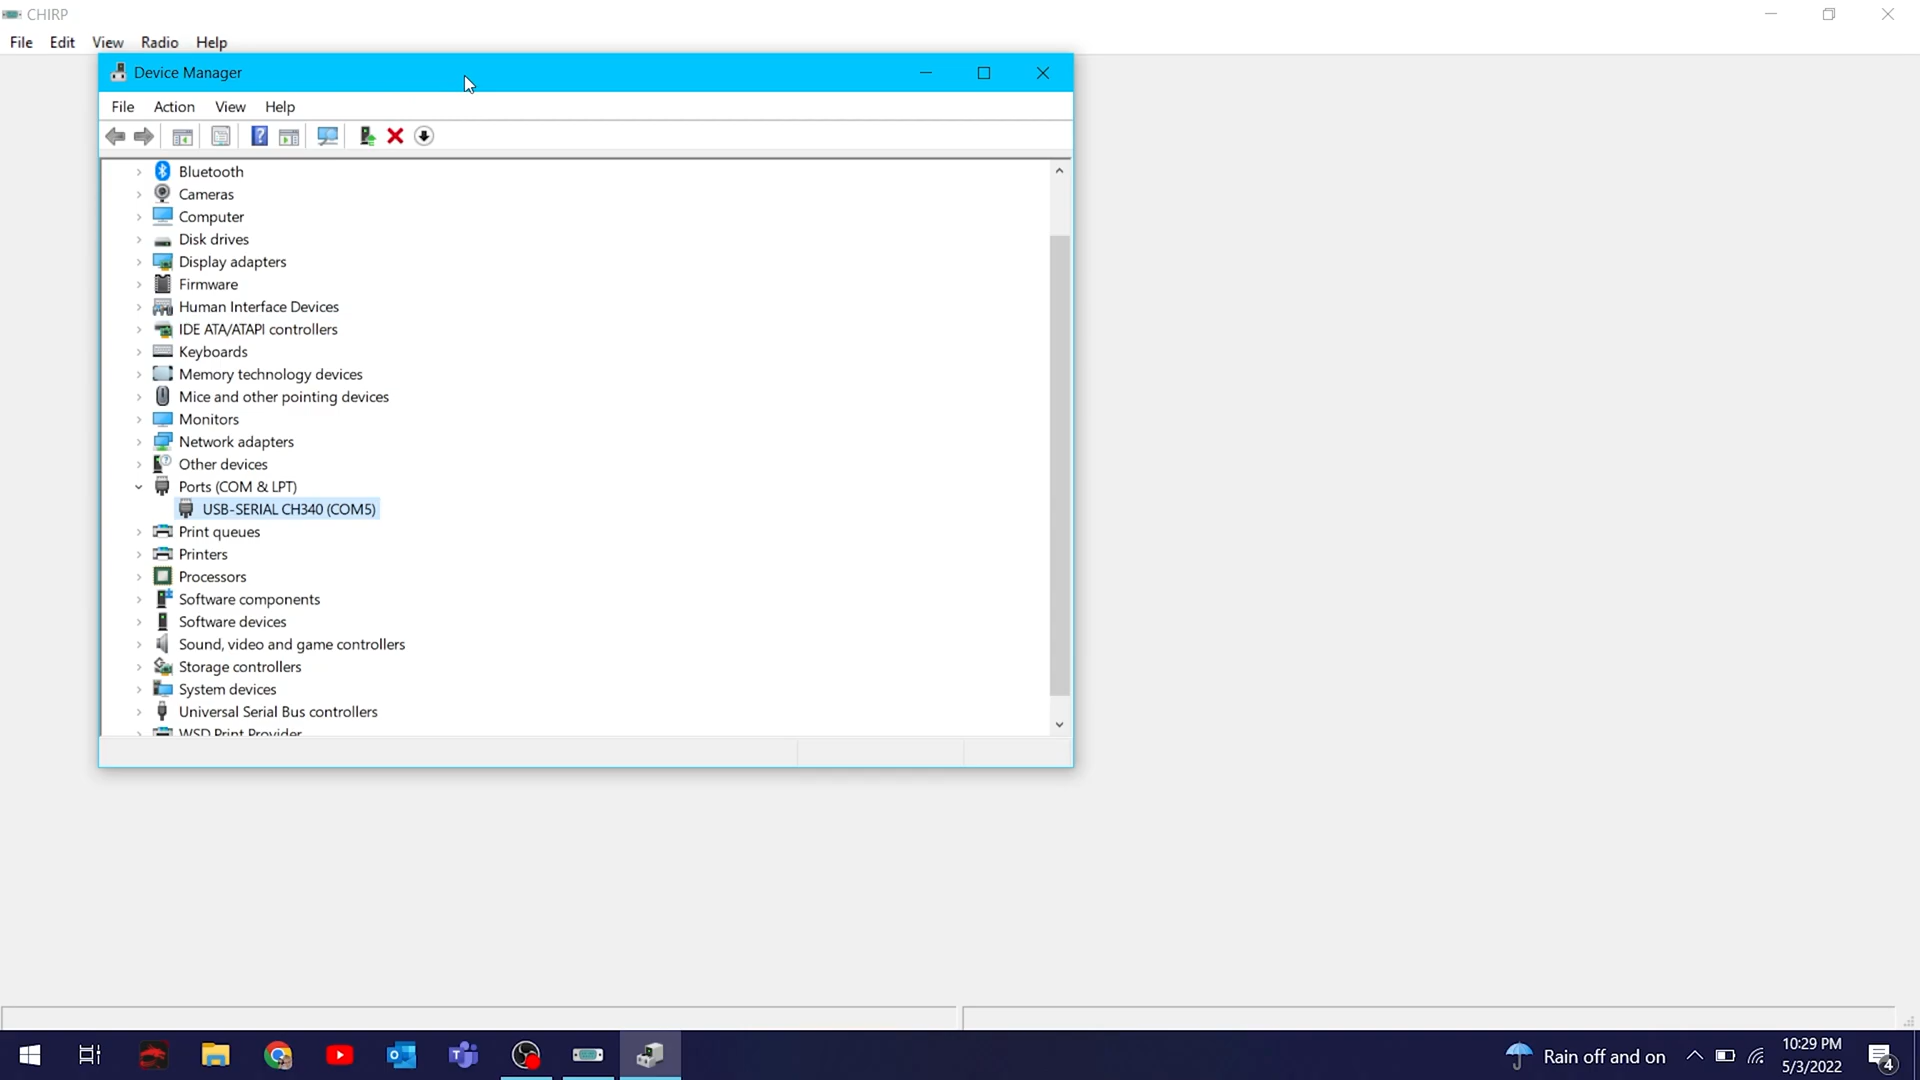 CHIRP
File Edit View Radio Help
Device Manager
File Action View Help
Bluetooth
Cameras
Computer
Disk drives
Display adapters
Firmware
Human Interface Devices
IDE ATA/ATAPI controllers
Keyboards
Memory technology devices
Mice and other pointing devices
Monitors
Network adapters
Other devices
Ports (COM & LPT)
USB-SERIAL CH340 (COM5)
Print queues
Printers
Processors
Software components
Software devices
Sound, video and game controllers
Storage controllers
System devices
Universal Serial Bus controllers
WSD Print Provider
Rain off and on
10:29 PM
5/3/2022
4